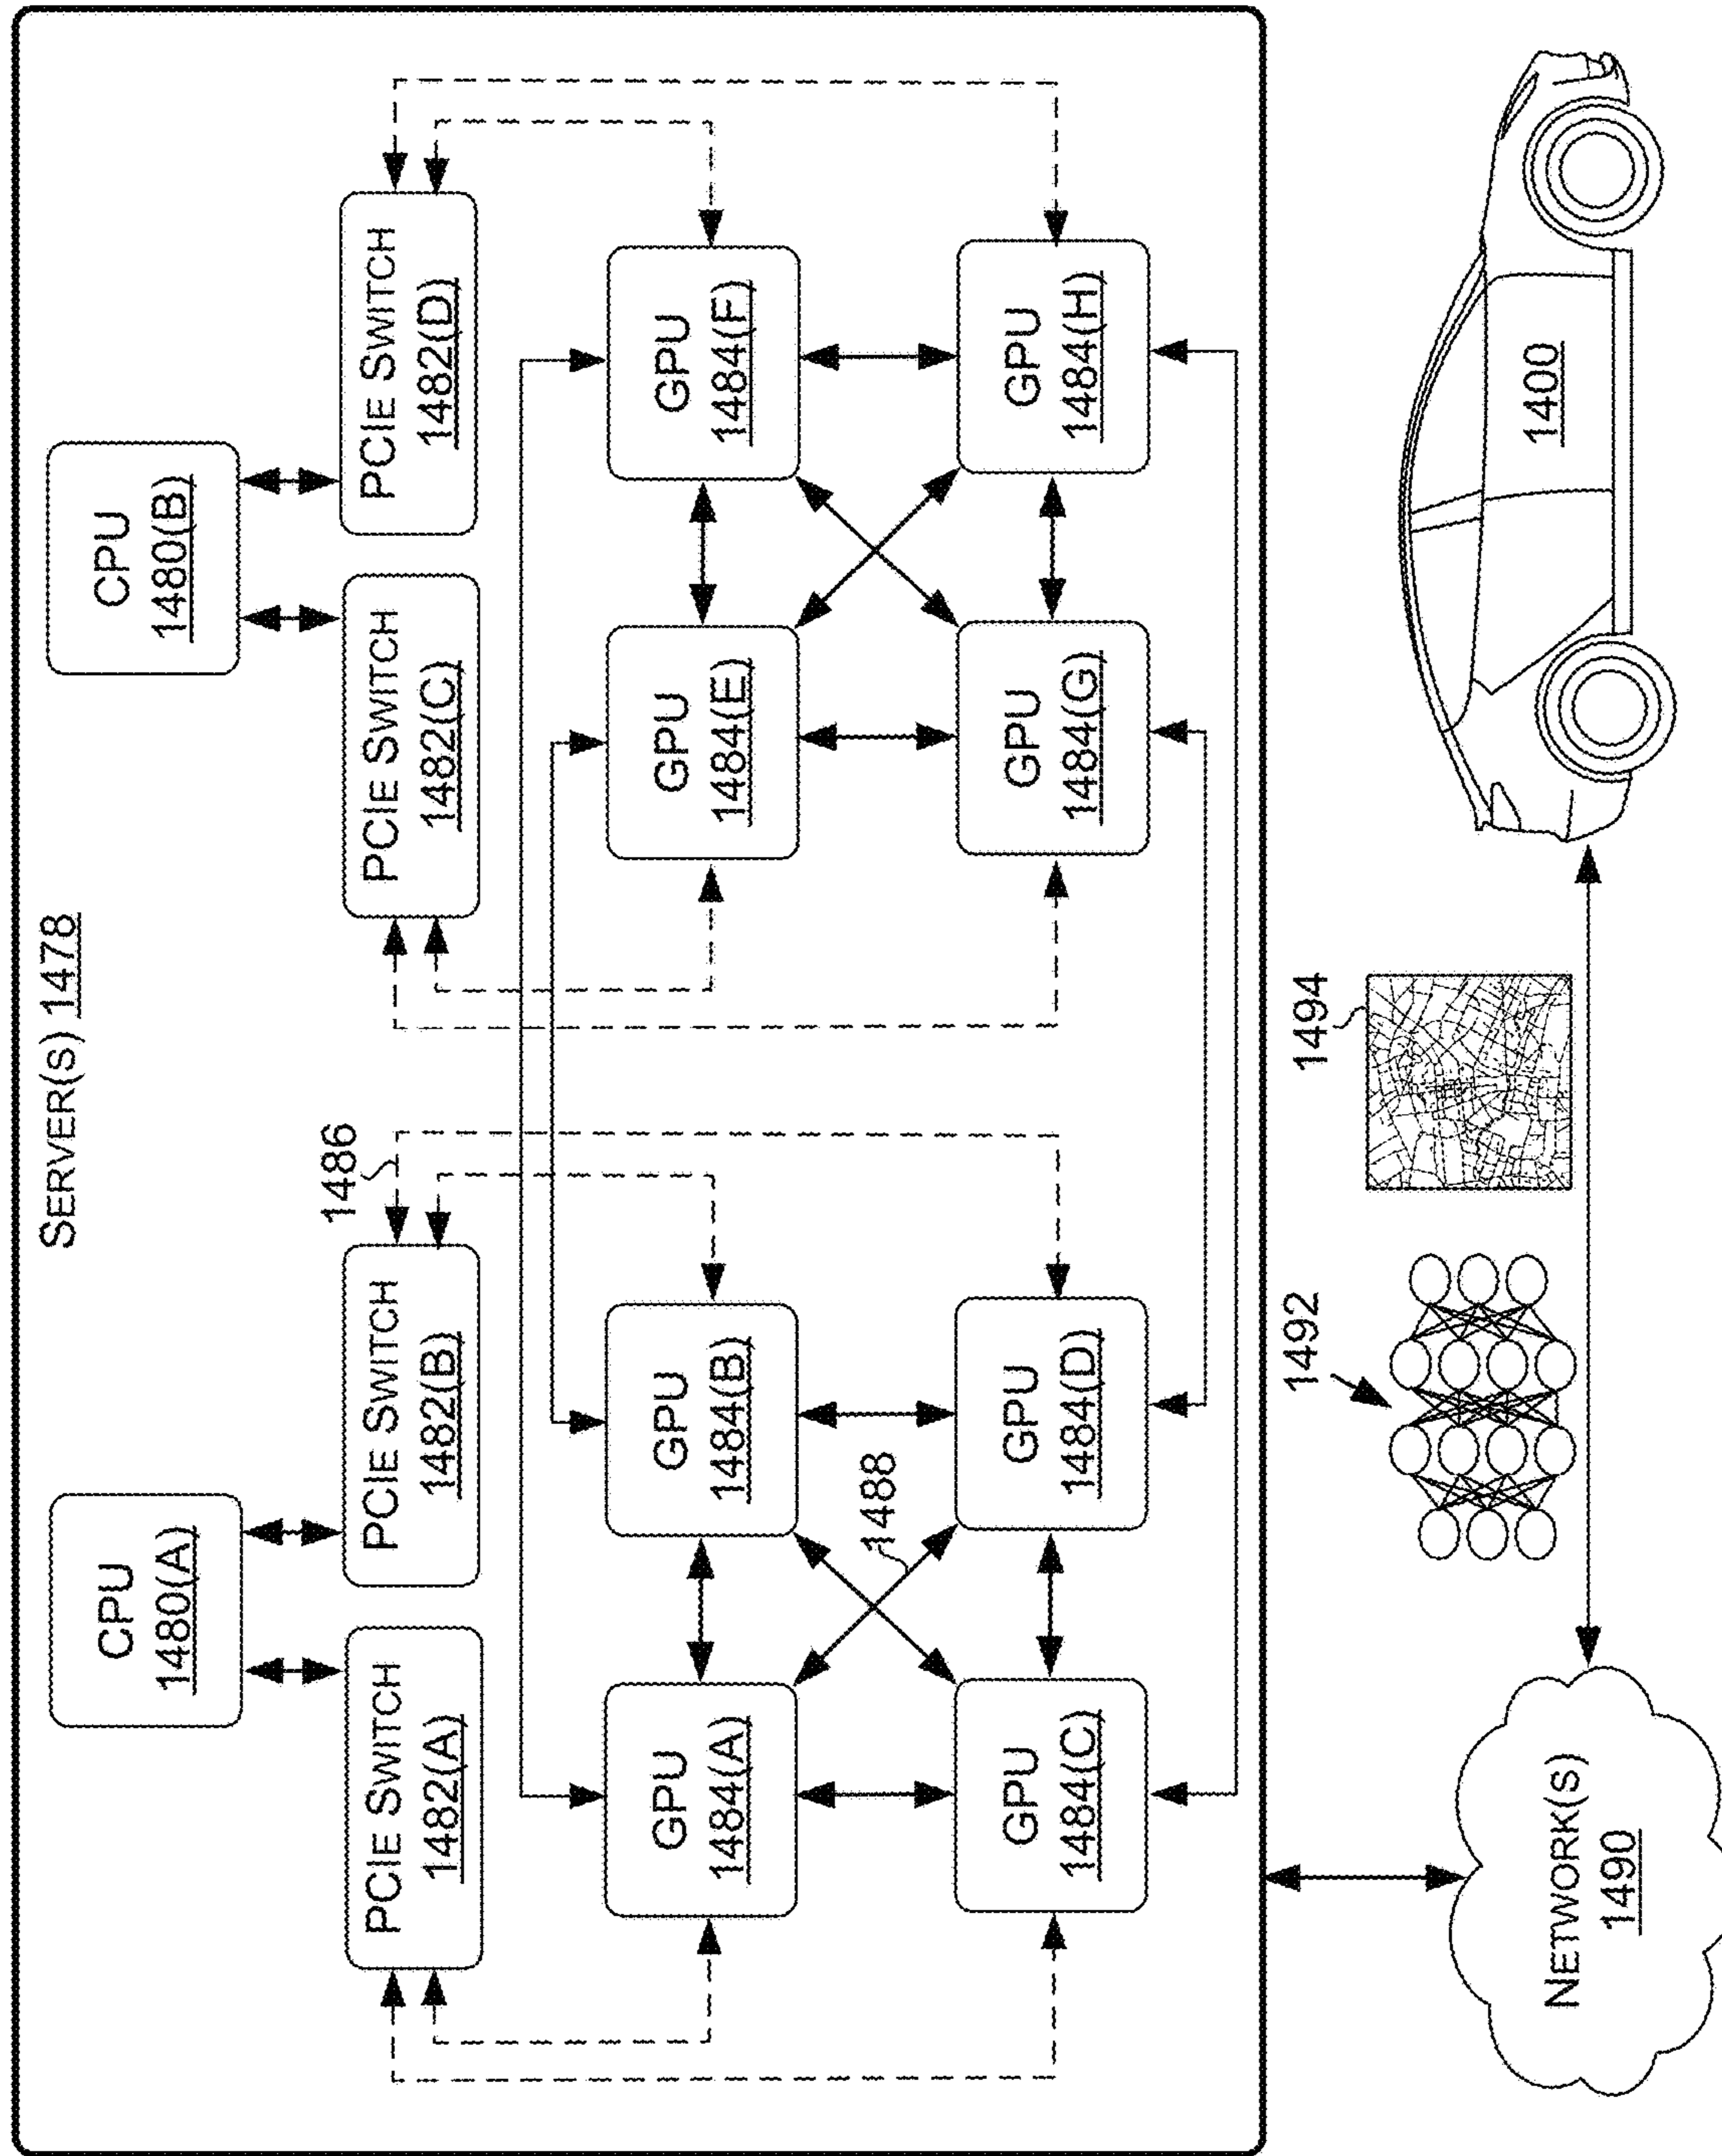 SERVER(S) 1478
CPU
1480(A)
CPU
1480(B)
PCIE SWITCH
1482(A)
PCIE SWITCH
1482(B)
PCIE SWITCH
1482(C)
PCIE SWITCH
1482(D)
1486
GPU
1484(A)
GPU
1484(B)
GPU
1484(E)
GPU
1484(F)
1488
GPU
1484(C)
GPU
1484(D)
GPU
1484(G)
GPU
1484(H)
NETWORK(S)
1490
1492
1494
1400